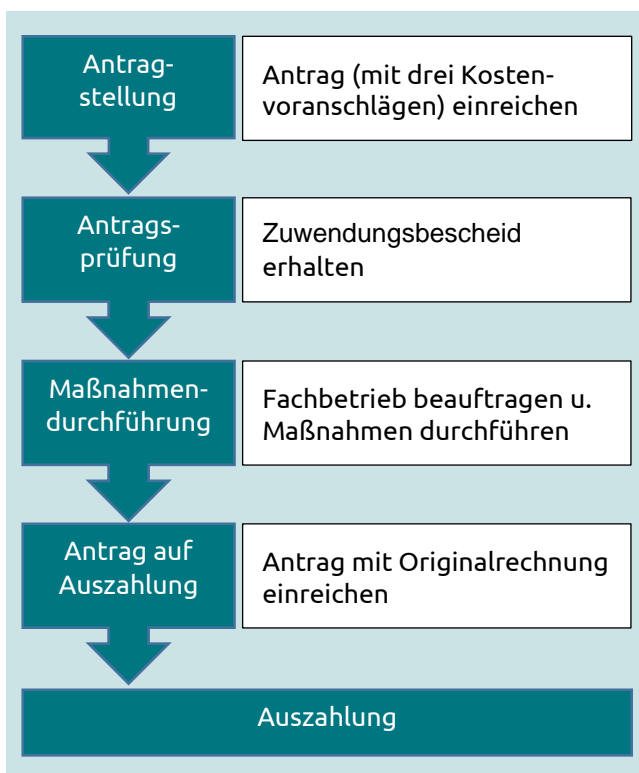 Antrag-
stellung
Antrag (mit drei Kosten-
voranschlägen) einreichen
Antrags-
prüfung
Zuwendungsbescheid
erhalten
Maßnahmen-
durchführung
Fachbetrieb beauftragen u.
Maßnahmen durchführen
Antrag auf
Auszahlung
Antrag mit Originalrechnung
einreichen
Auszahlung